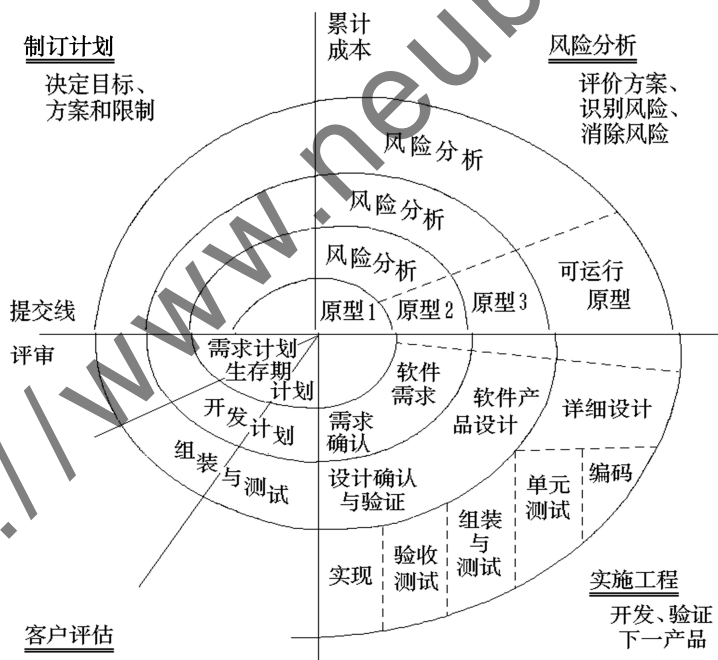 累计
成本
制订计划
决定目标、
方案和限制
风险分析
评价方案、
识别风险、
消除风险
://www.neub
风险分析
风险分析
风险分析
可运行
原型
原型1
原型2
原型3
提交线
评审
需求计划
生存期
计划
软件
需求
软件产
品设计
详细设计
开发计划
需求
确认
组装与测试
设计确认
与验证
单元
测试
编码
组装
与
测试
验收
测试
实现
实施工程
开发、验证
下一产品
客户评估